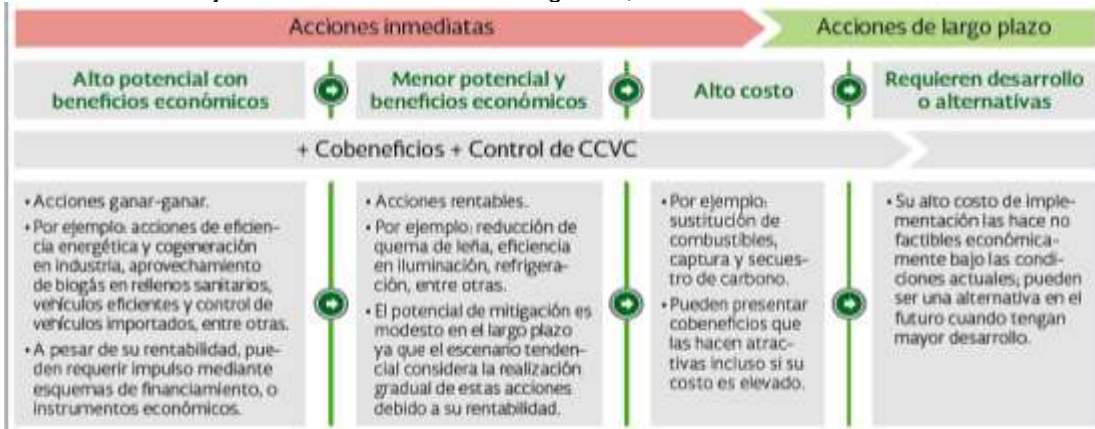 Acciones inmediatas
Acciones de largo plazo
Alto potencial con
beneficios económicos
Menor potencial y
beneficios económicos
Alto costo
Requieren desarrollo
o alternativas
+ Cobeneficios + Control de CCVC
• Acciones ganar-ganar.
• Por ejemplo: acciones de eficien-
cia energética y cogeneración
en industria, aprovechamiento
de biogás en rellenos sanitarios,
vehículos eficientes y control de
vehículos importados, entre otras.
• A pesar de su rentabilidad, pue-
den requerir impulso mediante
esquemas de financiamiento, o
instrumentos económicos.
• Acciones rentables.
• Por ejemplo: reducción de
quema de leña, eficiencia
en iluminación, refrigera-
ción, entre otras.
• El potencial de mitigación es
modesto en el largo plazo
ya que el escenario tenden-
cial considera la realización
gradual de estas acciones
debido a su rentabilidad.
• Por ejemplo:
sustitución de
combustibles,
captura y secues-
tro de carbono.
• Pueden presentar
cobeneficios que
las hacen atrac-
tivas incluso si su
costo es elevado.
• Su alto costo de imple-
mentación las hace no
factibles económica-
mente bajo las condi-
ciones actuales; pueden
ser una alternativa en el
futuro cuando tengan
mayor desarrollo.